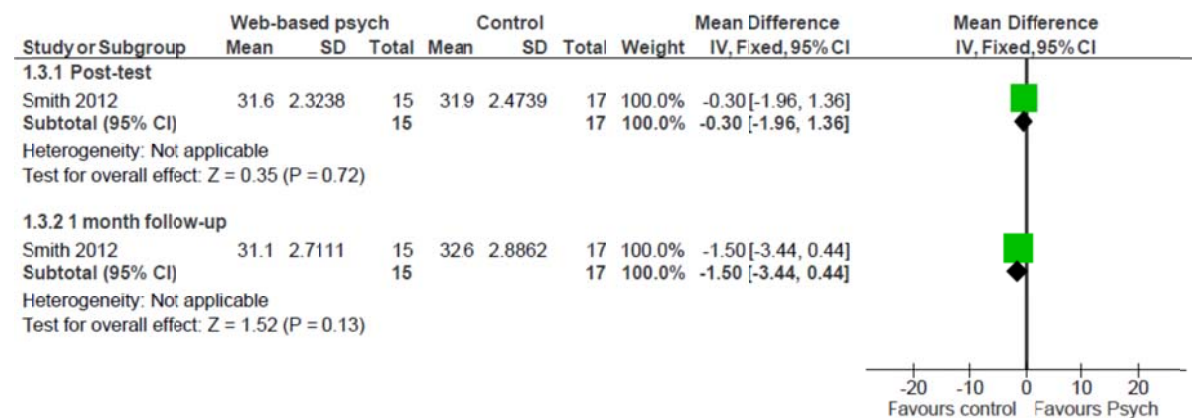 Web-based psych Control Mean Difference Mean Difference
Study or Subgroup Mean SD Total Mean SD Total Weight IV, Fixed, 95% CI IV, Fixed, 95% CI
1.3.1 Post-test
Smith 2012 31.6 2.3238 15 31.9 2.4739 17 100.0% -0.30 [-1.96, 1.36]
Subtotal (95% CI) 15 17 100.0% -0.30 [-1.96, 1.36]
Heterogeneity: Not applicable
Test for overall effect: Z = 0.35 (P = 0.72)
1.3.2 1 month follow-up
Smith 2012 31.1 2.7111 15 32.6 2.8862 17 100.0% -1.50 [-3.44, 0.44]
Subtotal (95% CI) 15 17 100.0% -1.50 [-3.44, 0.44]
Heterogeneity: Not applicable
Test for overall effect: Z = 1.52 (P = 0.13)
-20 -10 0 10 20
Favours control Favours Psych